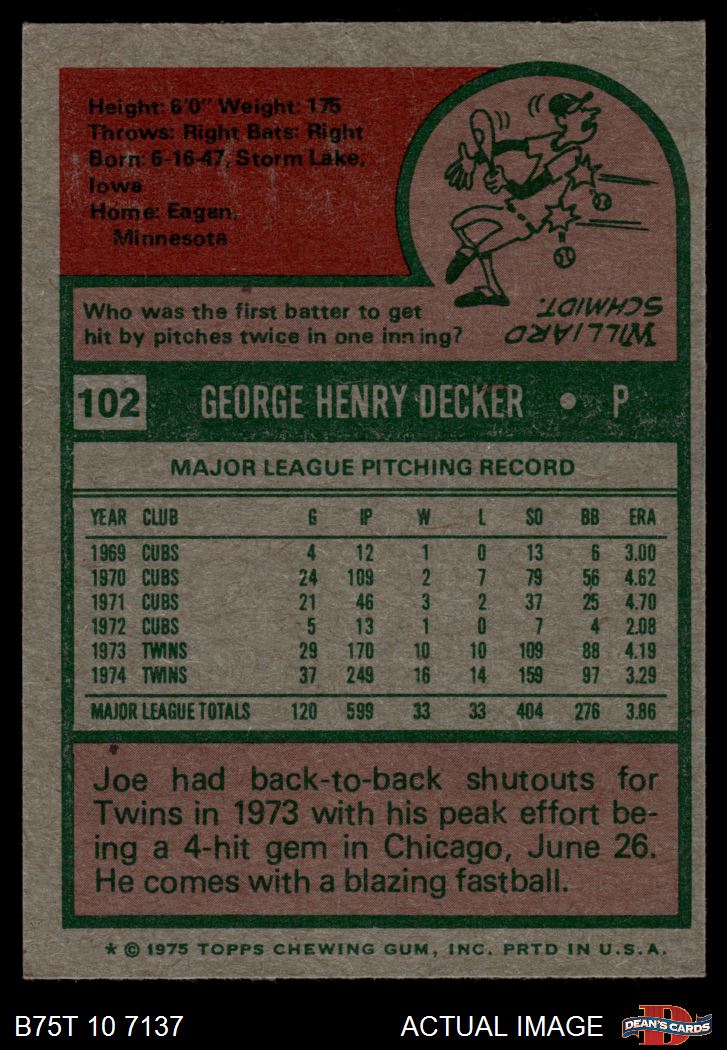 Height: 6'0" Weight: 175
Throws: Right Bats: Right
Born: 6-16-47, Storm Lake,
Iowa
Home: Eagan,
Minnesota
Who was the first batter to get
hit by pitches twice in one inning?
WILLIARD
SCHMIDT.
102 GEORGE HENRY DECKER • P
MAJOR LEAGUE PITCHING RECORD
YEAR CLUB G IP W L SO BB ERA
1969 CUBS 4 12 1 0 13 6 3.00
1970 CUBS 24 109 2 7 79 56 4.62
1971 CUBS 21 46 3 2 37 25 4.70
1972 CUBS 5 13 1 0 7 4 2.08
1973 TWINS 29 170 10 10 109 88 4.19
1974 TWINS 37 249 16 14 159 97 3.29
MAJOR LEAGUE TOTALS 120 599 33 33 404 276 3.86
Joe had back-to-back shutouts for
Twins in 1973 with his peak effort be-
ing a 4-hit gem in Chicago, June 26.
He comes with a blazing fastball.
* © 1975 TOPPS CHEWING GUM, INC. PRTD IN U.S.A.
B75T 10 7137 ACTUAL IMAGE D DEAN'S CARDS